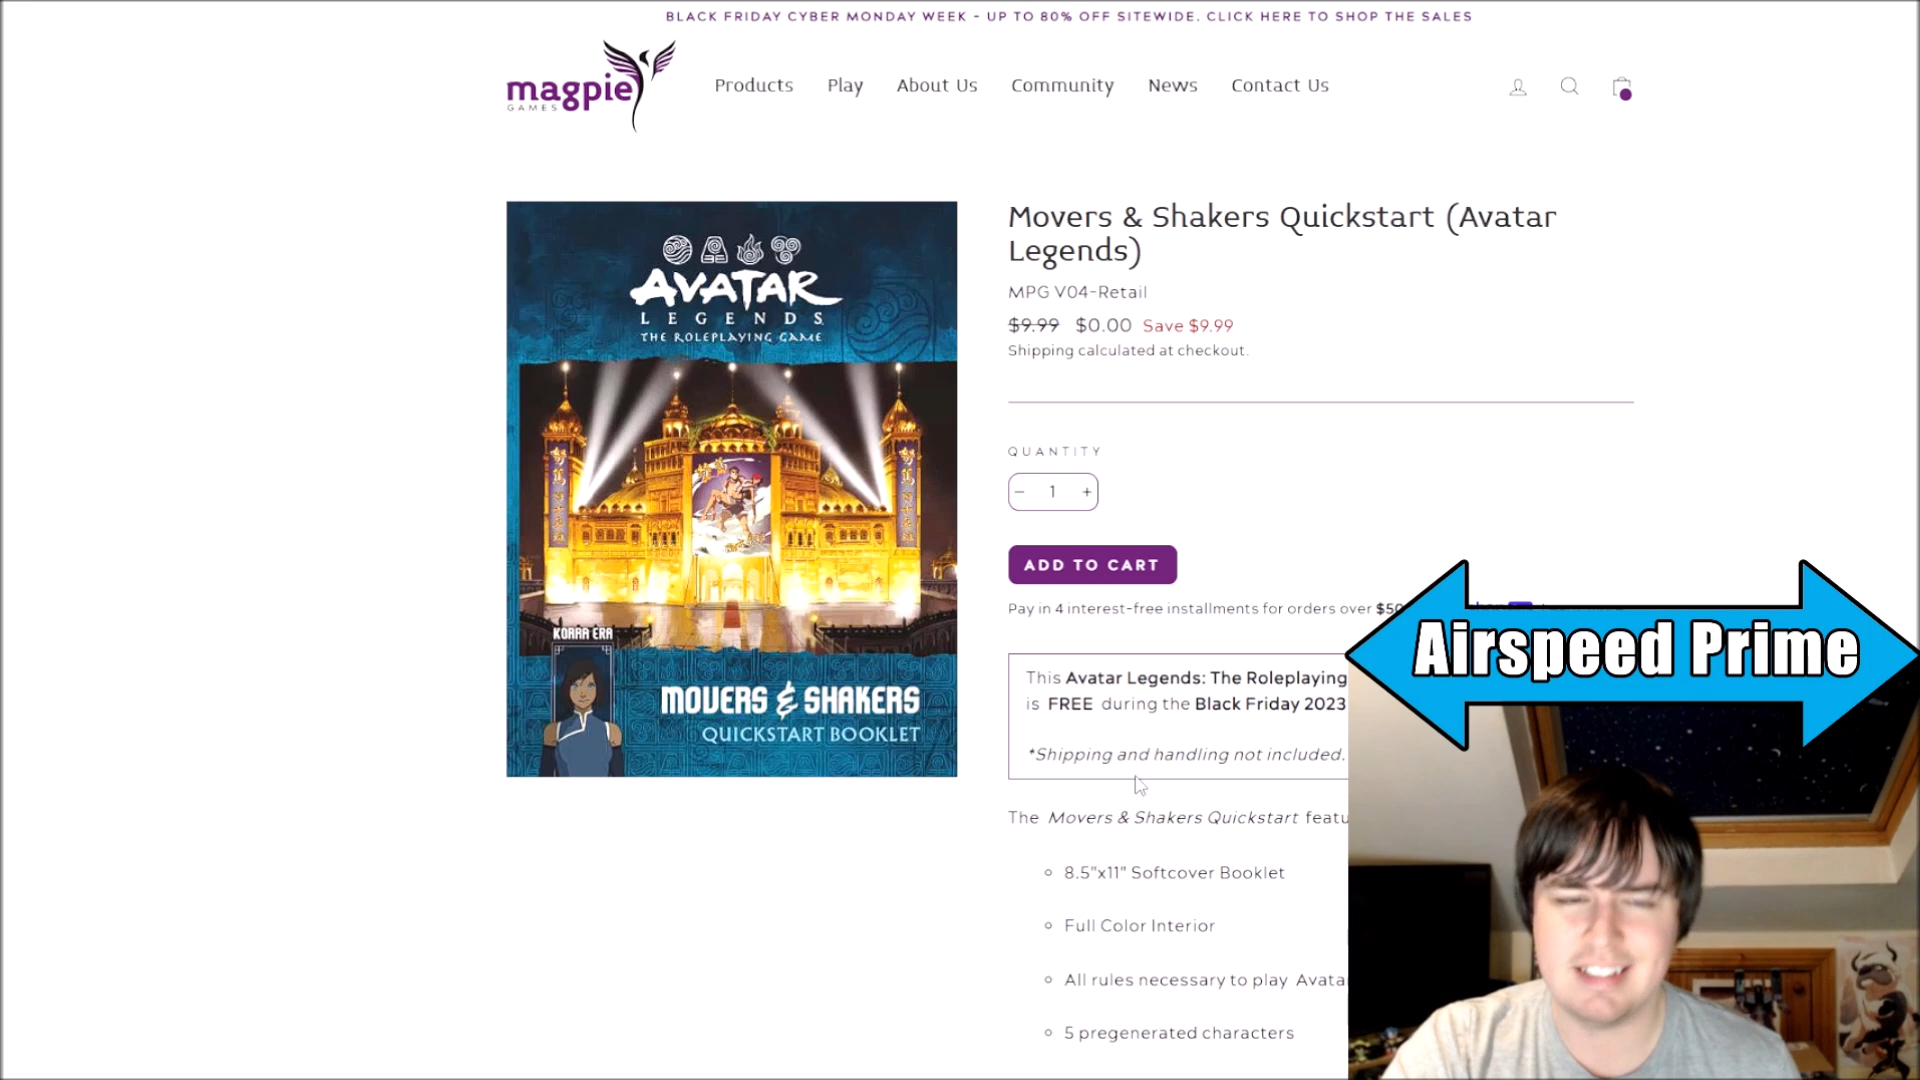 BLACK FRIDAY CYBER MONDAY WEEK - UP TO 80% OFF SITEWIDE. CLICK HERE TO SHOP THE SALES
magpie
GAMES
Products
Play
About Us
Community
News
Contact Us
AVATAR
LEGENDS
THE ROLEPLAYING GAME
KORRA ERA
MOVERS & SHAKERS
QUICKSTART BOOKLET
Movers & Shakers Quickstart (Avatar
Legends)
MPG V04-Retail
$9.99 $0.00 Save $9.99
Shipping calculated at checkout.
QUANTITY
− 1 +
ADD TO CART
Pay in 4 interest-free installments for orders over
Airspeed Prime
This Avatar Legends: The Roleplaying
is FREE during the Black Friday 2023
*Shipping and handling not included.
The Movers & Shakers Quickstart
8.5"x11" Softcover Booklet
Full Color Interior
All rules necessary to play
5 pregenerated characters